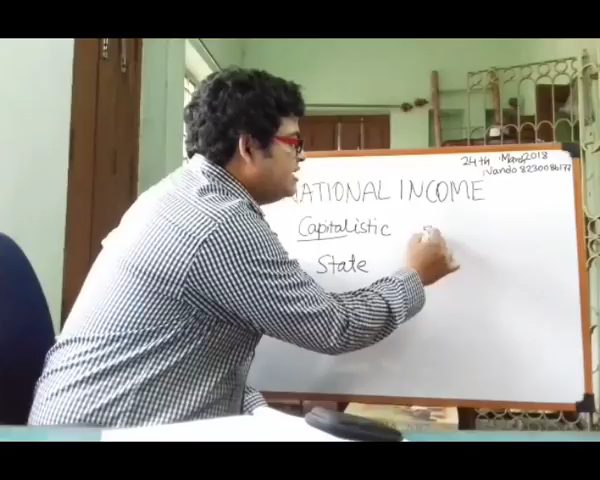 24th March 2018
Nando 8230086177
NATIONAL INCOME
Capitalistic
State